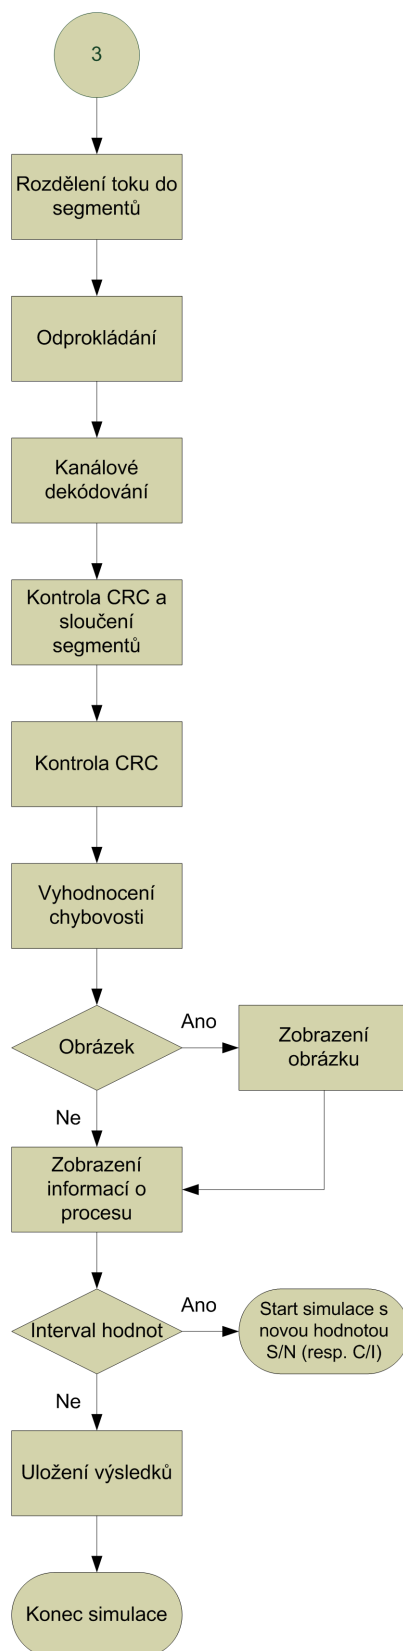 3
Rozdělení toku do
segmentů
Odprokládání
Kanálové
dekódování
Kontrola CRC a
sloučení
segmentů
Kontrola CRC
Vyhodnocení
chybovosti
Obrázek
Ano
Zobrazení
obrázku
Ne
Zobrazení
informací o
procesu
Interval hodnot
Ano
Start simulace s
novou hodnotou
S/N (resp. C/I)
Ne
Uložení výsledků
Konec simulace